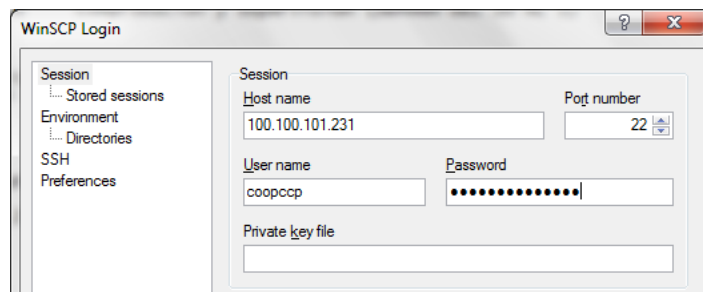 WinSCP Login
Session
Stored sessions
Environment
Directories
SSH
Preferences
Session
Host name
Port number
100.100.101.231
22
User name
Password
coopccp
●●●●●●●●●●●●●●
Private key file